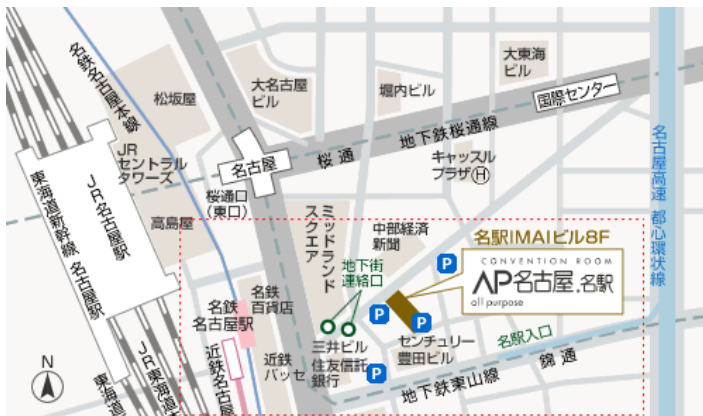 名鉄名古屋本線
松坂屋
大名古屋
ビル
堀内ビル
大東海
ビル
国際センター
JR
セントラル
タワーズ
名古屋
桜通
地下鉄桜通線
キャッスル
プラザⒽ
名古屋高速 都心環状線
東海道新幹線 名古屋駅
JR名古屋駅
桜通口
(東口)
高島屋
ミッドランド
スクエア
中部経済
新聞
名駅IMAIビル8F
CONVENTION ROOM
AP名古屋.名駅
all purpose
P
地下街
連絡口
名鉄
百貨店
名鉄
名古屋駅
P
P
三井ビル
センチュリー
豊田ビル
名駅入口
錦通
近鉄
パッセ
住友信託
銀行
P
地下鉄東山線
近鉄名古屋
N
JR東海道本
東海道